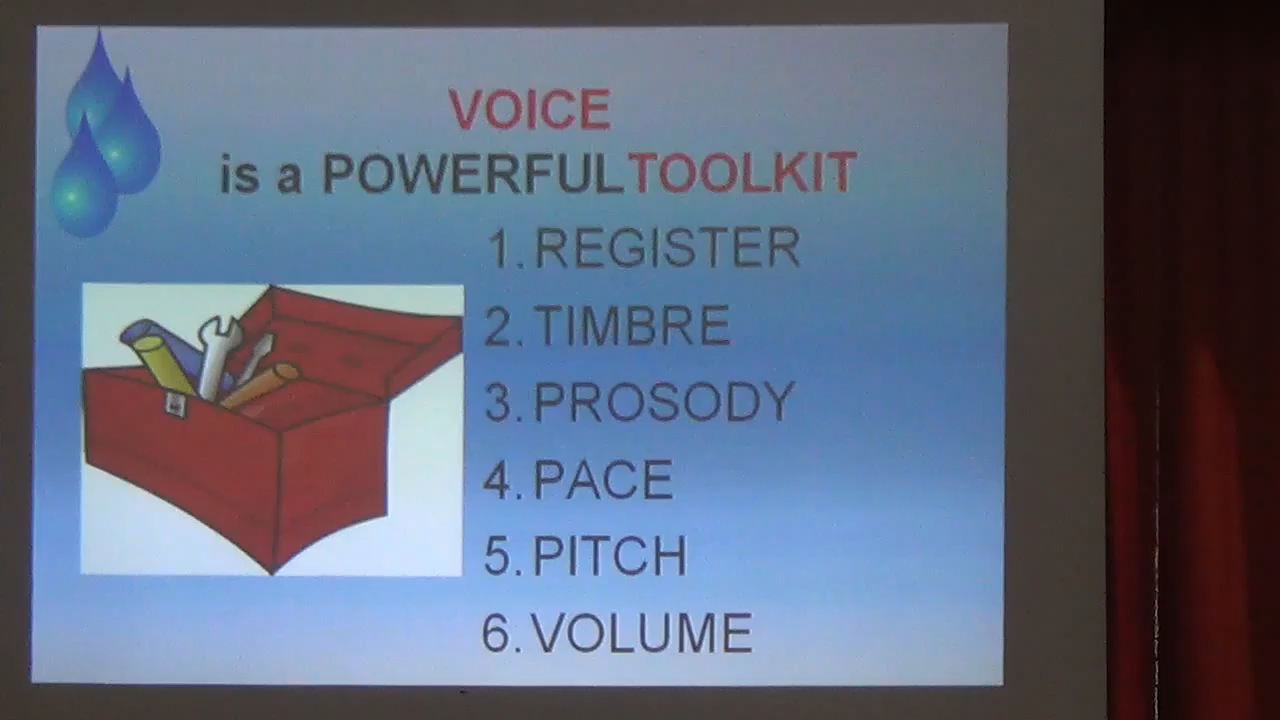 VOICE
is a POWERFUL TOOLKIT
1. REGISTER
2. TIMBRE
3. PROSODY
4. PACE
5. PITCH
6. VOLUME